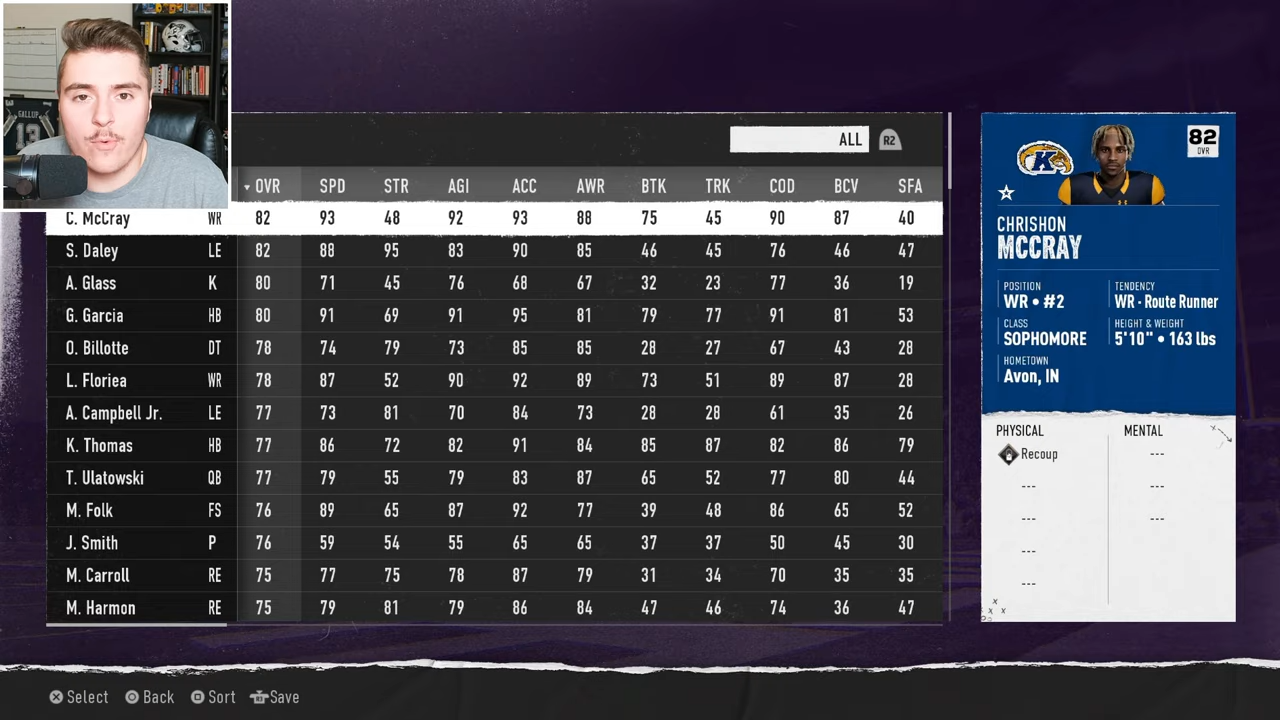 GALLUP
13
ALL R2
OVR SPD STR AGI ACC AWR BTK TRK COD BCV SFA
C. McCray WR 82 93 48 92 93 88 75 45 90 87 40
S. Daley LE 82 88 95 83 90 85 46 45 76 46 47
A. Glass K 80 71 45 76 68 67 32 23 77 36 19
G. Garcia HB 80 91 69 91 95 81 79 77 91 81 53
O. Billotte DT 78 74 79 73 85 85 28 27 67 43 28
L. Floriea WR 78 87 52 90 92 89 73 51 89 87 28
A. Campbell Jr. LE 77 73 81 70 84 73 28 28 61 35 26
K. Thomas HB 77 86 72 82 91 84 85 87 82 86 79
T. Ulatowski QB 77 79 55 79 83 87 65 52 77 80 44
M. Folk FS 76 89 65 87 92 77 39 48 86 65 52
J. Smith P 76 59 54 55 65 65 37 37 50 45 30
M. Carroll RE 75 77 75 78 87 79 31 34 70 35 35
M. Harmon RE 75 79 81 79 86 84 47 46 74 36 47
K
82
OVR
CHRISHON
MCCRAY
POSITION TENDENCY
WR • #2 WR - Route Runner
CLASS HEIGHT & WEIGHT
SOPHOMORE 5'10" • 163 lbs
HOMETOWN
Avon, IN
PHYSICAL MENTAL
Recoup ---
--- ---
--- ---
---
---
Select Back Sort Save